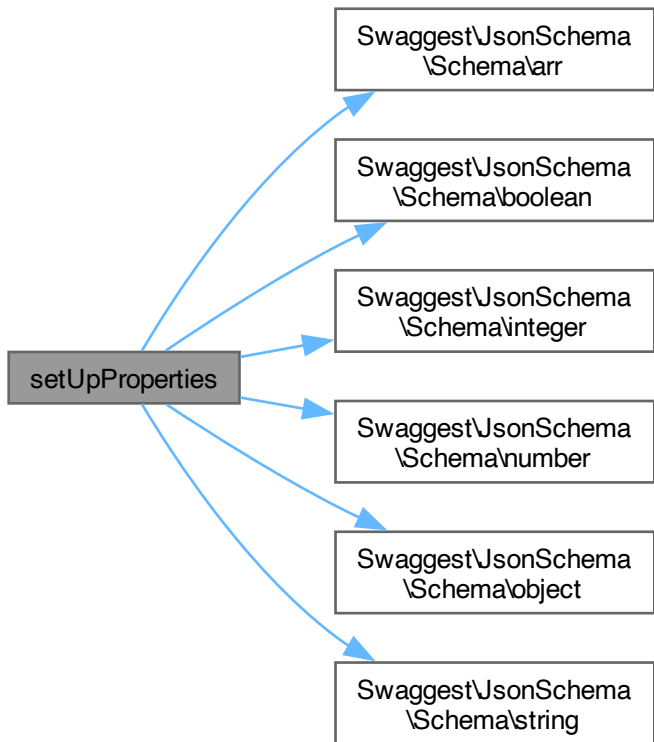 Swaggest\JsonSchema
\Schema\arr
Swaggest\JsonSchema
\Schema\boolean
Swaggest\JsonSchema
\Schema\integer
setUpProperties
Swaggest\JsonSchema
\Schema\number
Swaggest\JsonSchema
\Schema\object
Swaggest\JsonSchema
\Schema\string